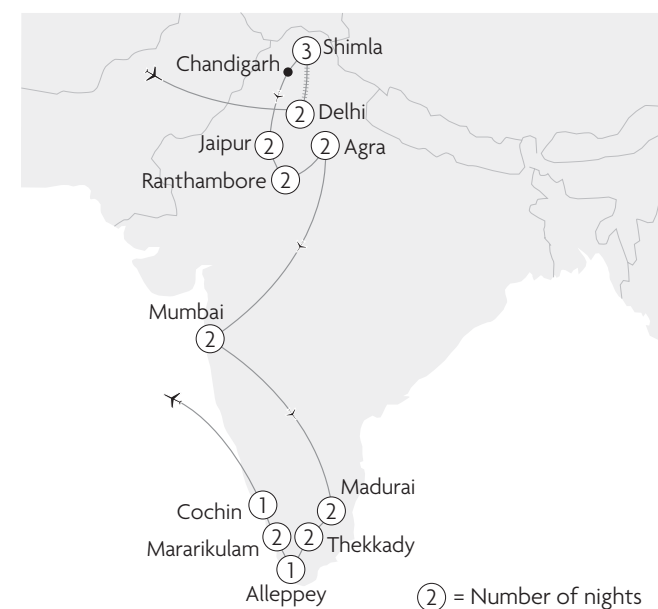 3 Shimla
Chandigarh
2 Delhi
Jaipur 2
2 Agra
Ranthambore 2
Mumbai
2
Madurai
2
Cochin 1
Mararikulam 2
2 Thekkady
1
Alleppey
2 = Number of nights